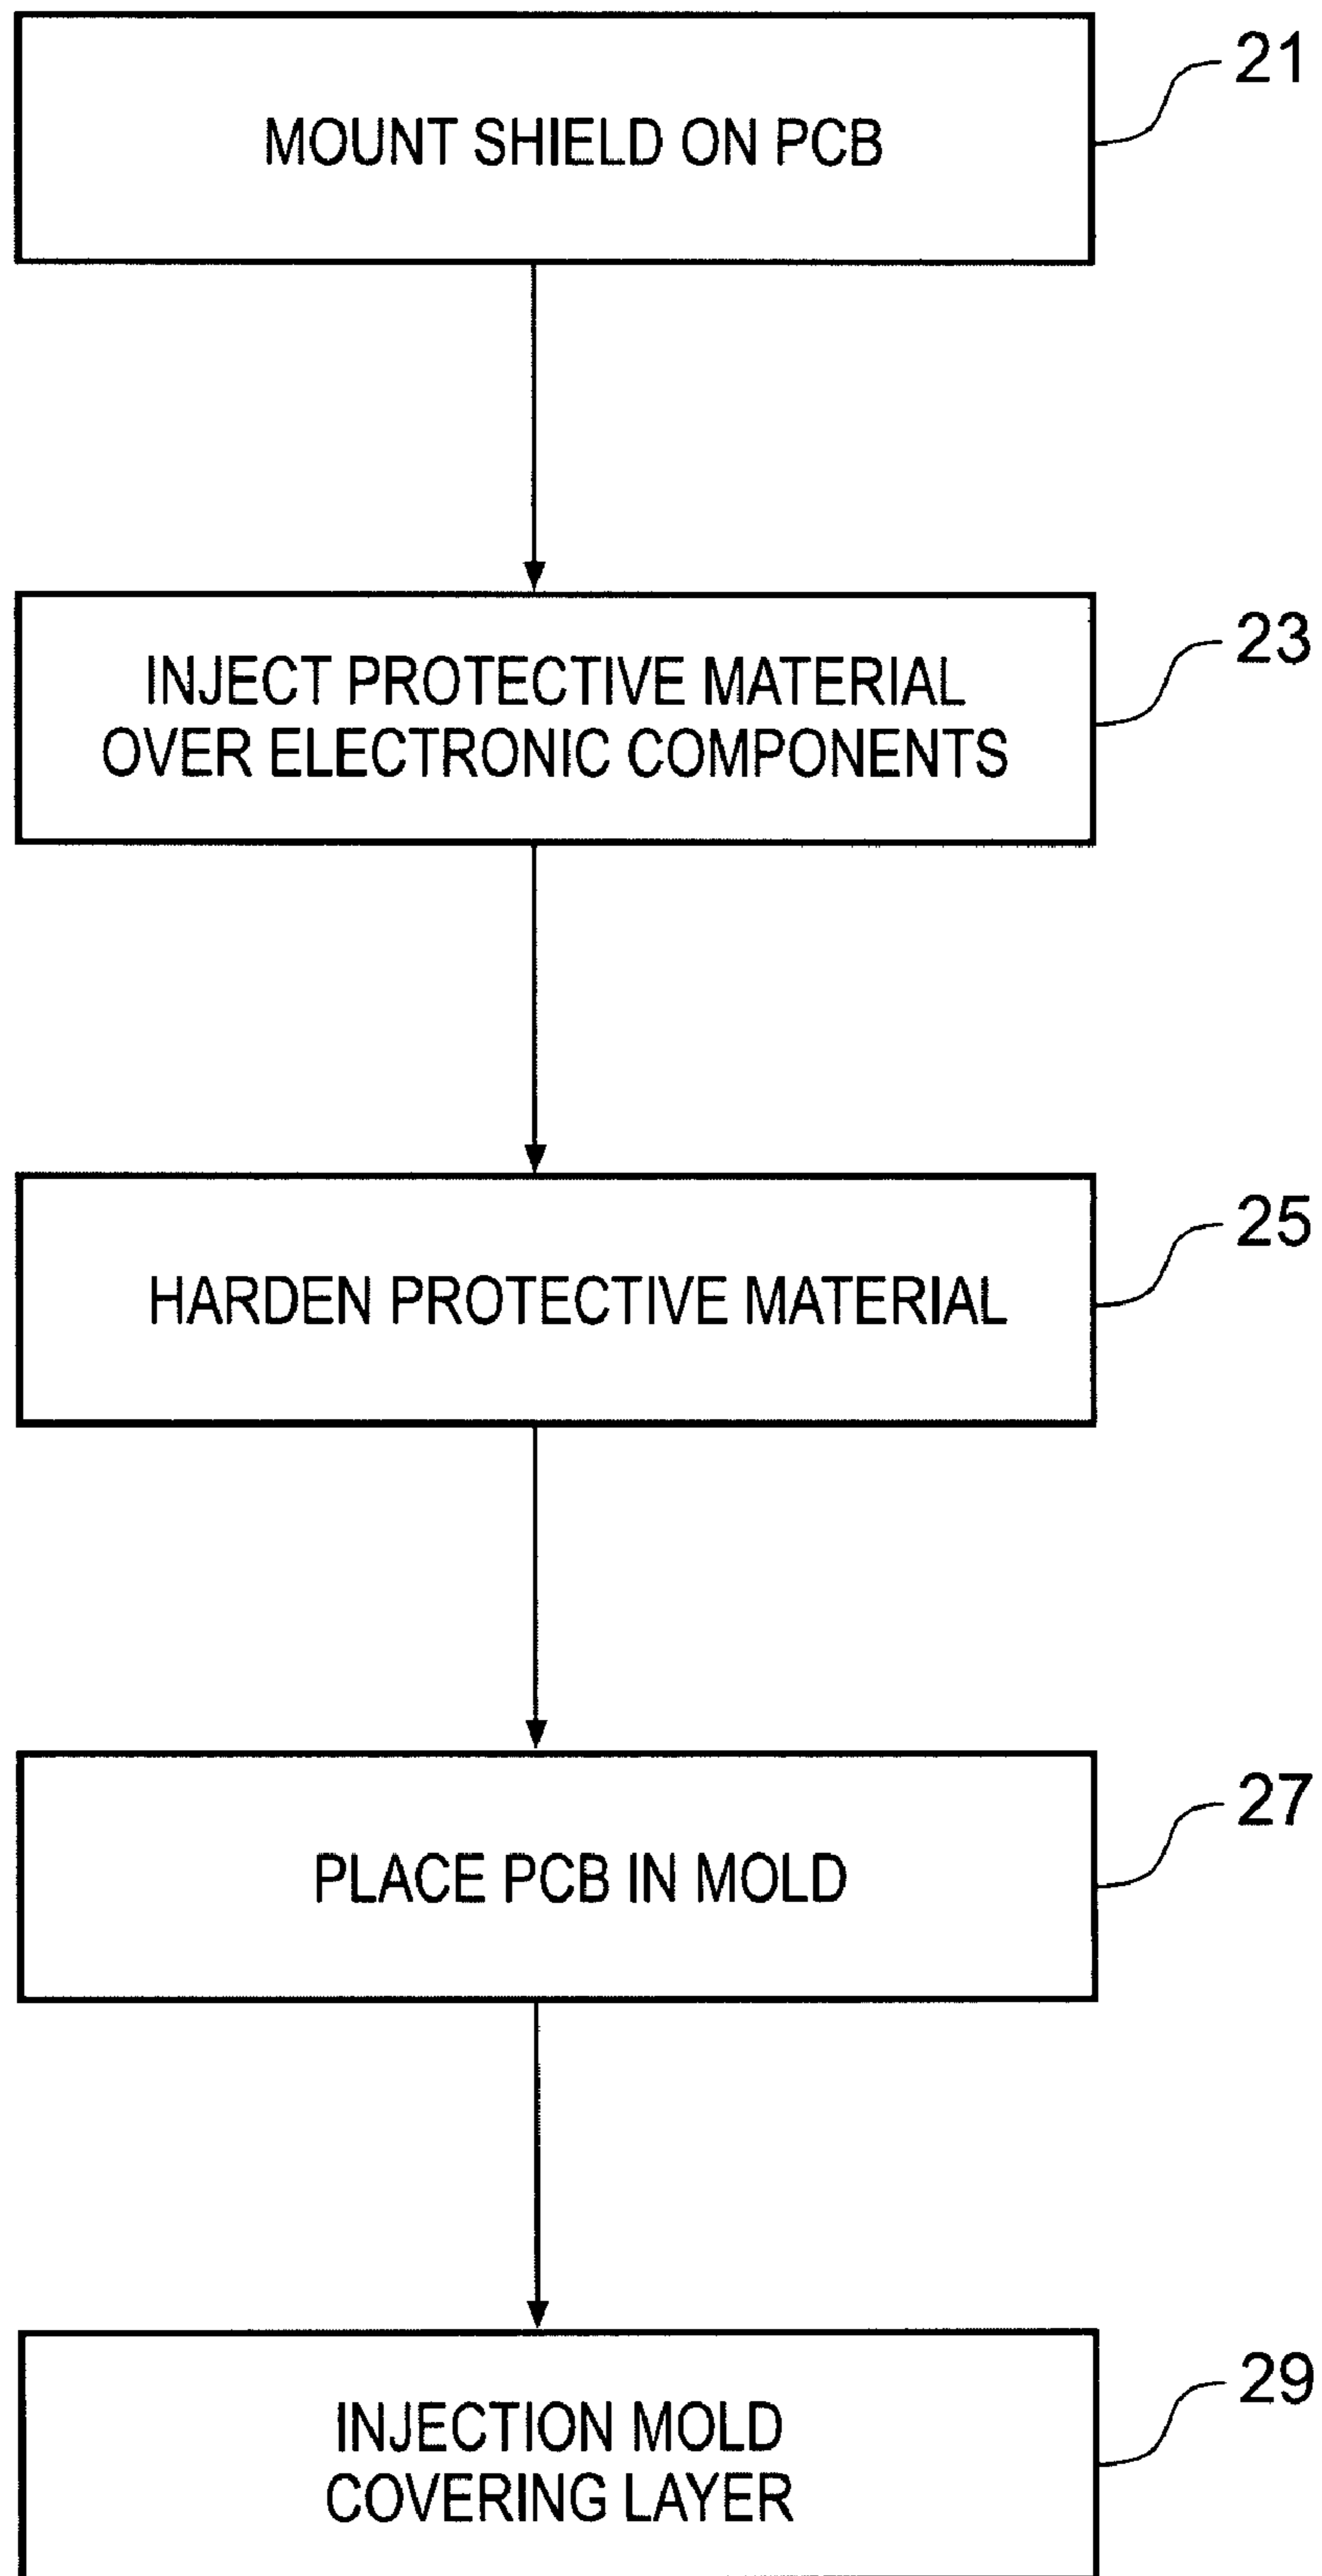 MOUNT SHIELD ON PCB
21
INJECT PROTECTIVE MATERIAL
OVER ELECTRONIC COMPONENTS
23
HARDEN PROTECTIVE MATERIAL
25
PLACE PCB IN MOLD
27
INJECTION MOLD
COVERING LAYER
29